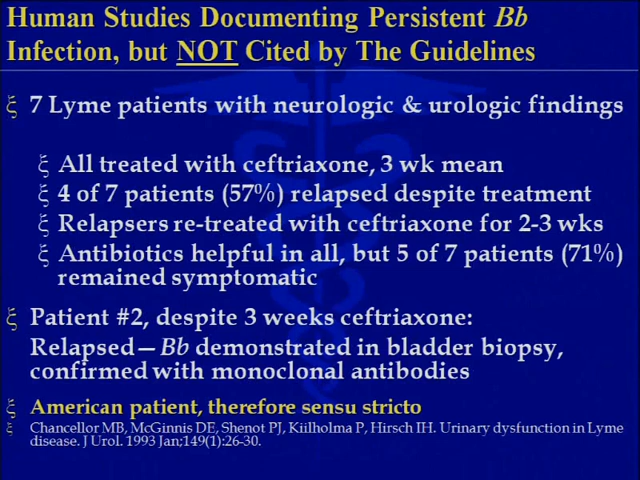 Human Studies Documenting Persistent Bb
Infection, but NOT Cited by The Guidelines
ξ 7 Lyme patients with neurologic & urologic findings
ξ All treated with ceftriaxone, 3 wk mean
ξ 4 of 7 patients (57%) relapsed despite treatment
ξ Relapsers re-treated with ceftriaxone for 2-3 wks
ξ Antibiotics helpful in all, but 5 of 7 patients (71%)
remained symptomatic
ξ Patient #2, despite 3 weeks ceftriaxone:
Relapsed—Bb demonstrated in bladder biopsy,
confirmed with monoclonal antibodies
ξ American patient, therefore sensu stricto
ξ Chancellor MB, McGinnis DE, Shenot PJ, Kiilholma P, Hirsch IH. Urinary dysfunction in Lyme
disease. J Urol. 1993 Jan;149(1):26-30.